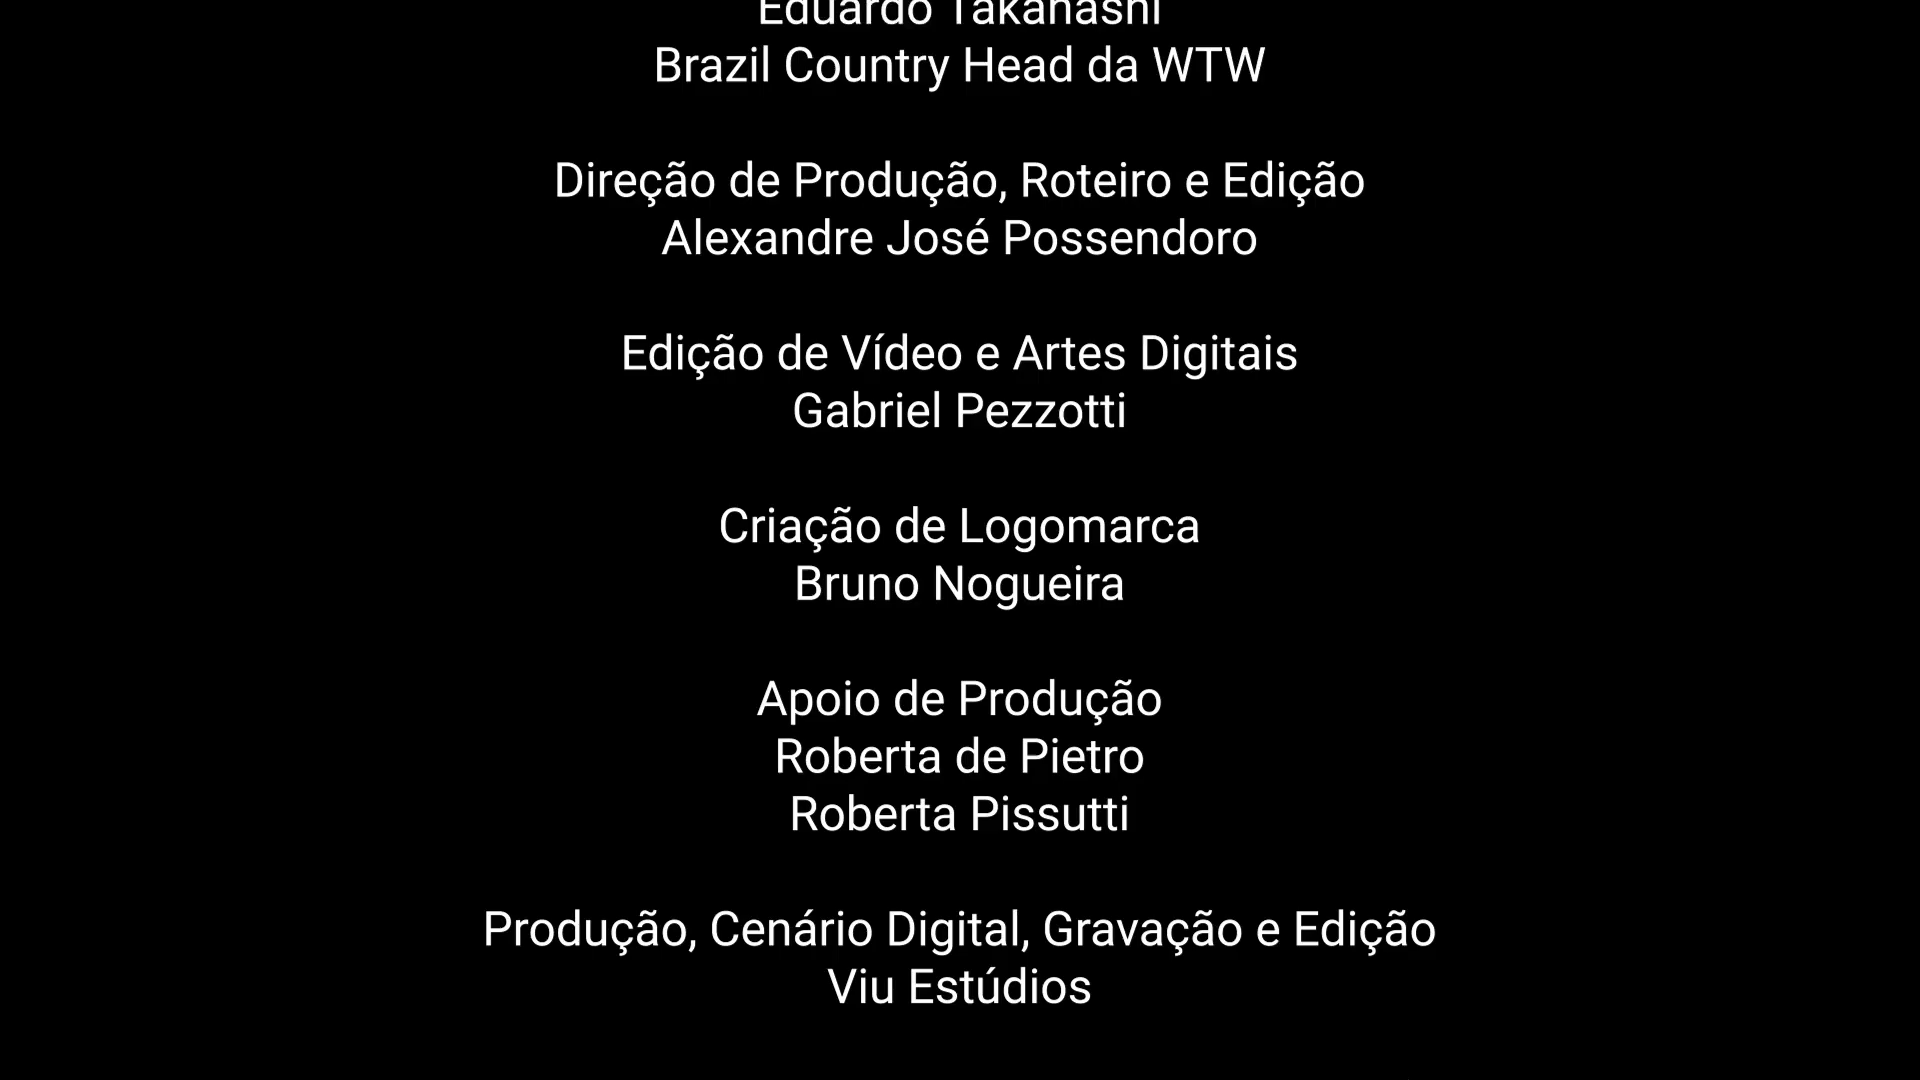 Eduardo Takahashi
Brazil Country Head da WTW
Direção de Produção, Roteiro e Edição
Alexandre José Possendoro
Edição de Vídeo e Artes Digitais
Gabriel Pezzotti
Criação de Logomarca
Bruno Nogueira
Apoio de Produção
Roberta de Pietro
Roberta Pissutti
Produção, Cenário Digital, Gravação e Edição
Viu Estúdios